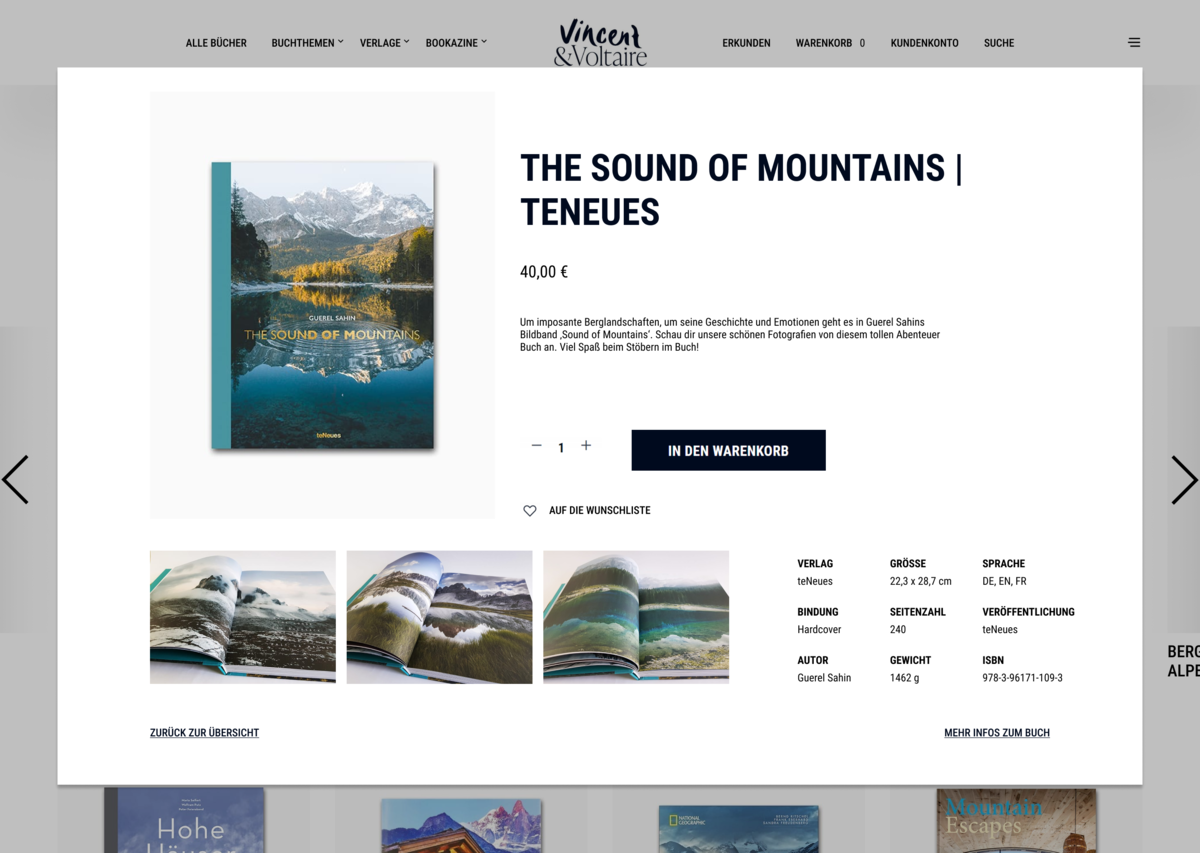 ALLE BÜCHER
BUCHTHEMEN
VERLAGE
BOOKAZINE
Vincent
&Voltaire
ERKUNDEN
WARENKORB 0
KUNDENKONTO
SUCHE
GUEREL SAHIN
THE SOUND OF MOUNTAINS
teNeues
THE SOUND OF MOUNTAINS |
TENEUES
40,00 €
Um imposante Berglandschaften, um seine Geschichte und Emotionen geht es in Guerel Sahins
Bildband ‚Sound of Mountains‘. Schau dir unsere schönen Fotografien von diesem tollen Abenteuer
Buch an. Viel Spaß beim Stöbern im Buch!
− 1 +
IN DEN WARENKORB
AUF DIE WUNSCHLISTE
VERLAG
teNeues
GRÖSSE
22,3 x 28,7 cm
SPRACHE
DE, EN, FR
BINDUNG
Hardcover
SEITENZAHL
240
VERÖFFENTLICHUNG
teNeues
AUTOR
Guerel Sahin
GEWICHT
1462 g
ISBN
978-3-96171-109-3
ZURÜCK ZUR ÜBERSICHT
MEHR INFOS ZUM BUCH
BERG
ALPE
Hohe
Häuser
NATIONAL
GEOGRAPHIC
Mountain
Escapes